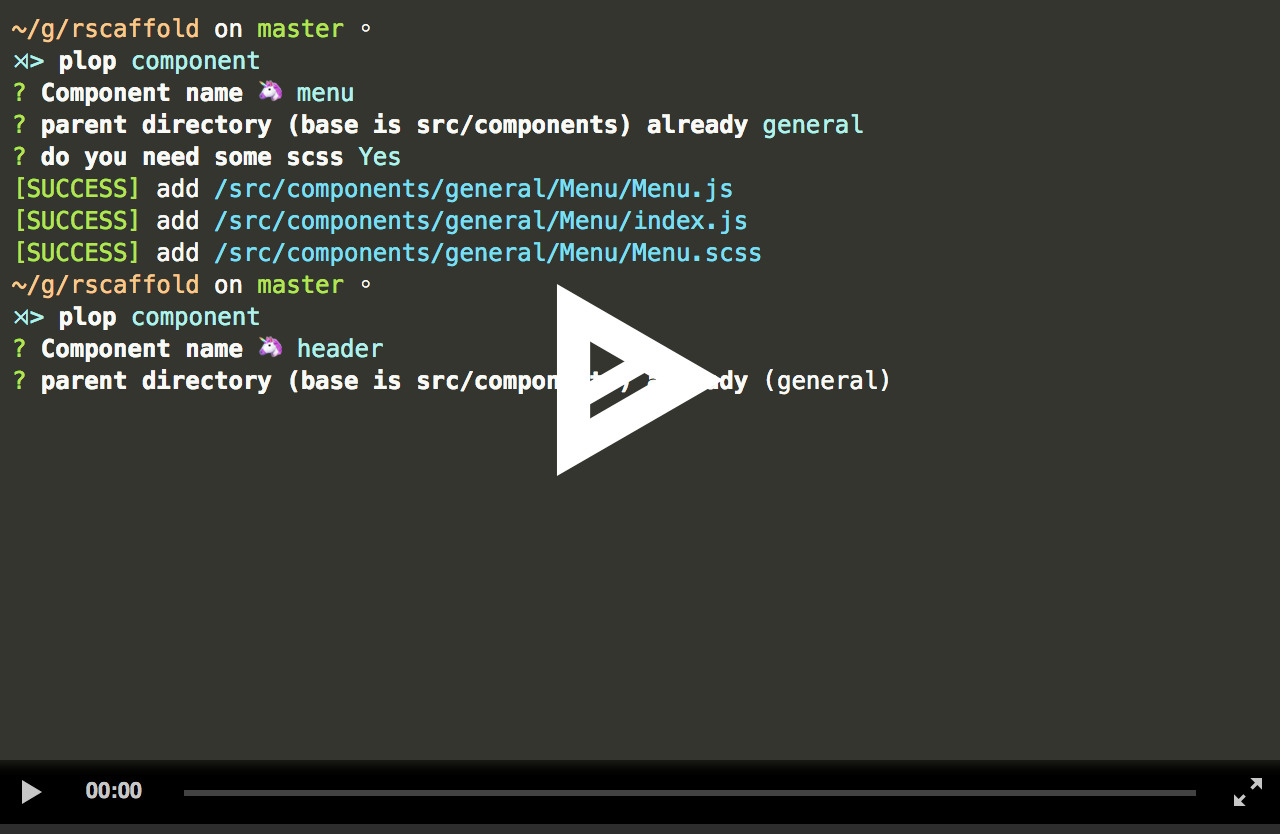 ~/g/rscaffold on master ◦
⋊> plop component
? Component name 🦄 menu
? parent directory (base is src/components) already general
? do you need some scss Yes
[SUCCESS] add /src/components/general/Menu/Menu.js
[SUCCESS] add /src/components/general/Menu/index.js
[SUCCESS] add /src/components/general/Menu/Menu.scss
~/g/rscaffold on master ◦
⋊> plop component
? Component name 🦄 header
? parent directory (base is src/components) already (general)
00:00